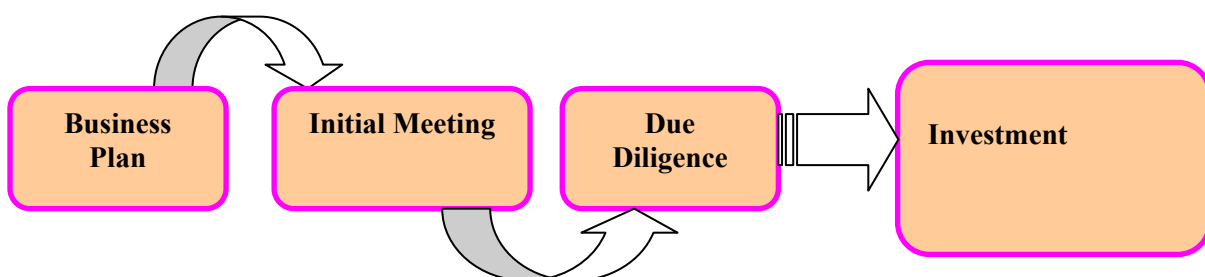 Business
Plan
Initial Meeting
Due
Diligence
Investment